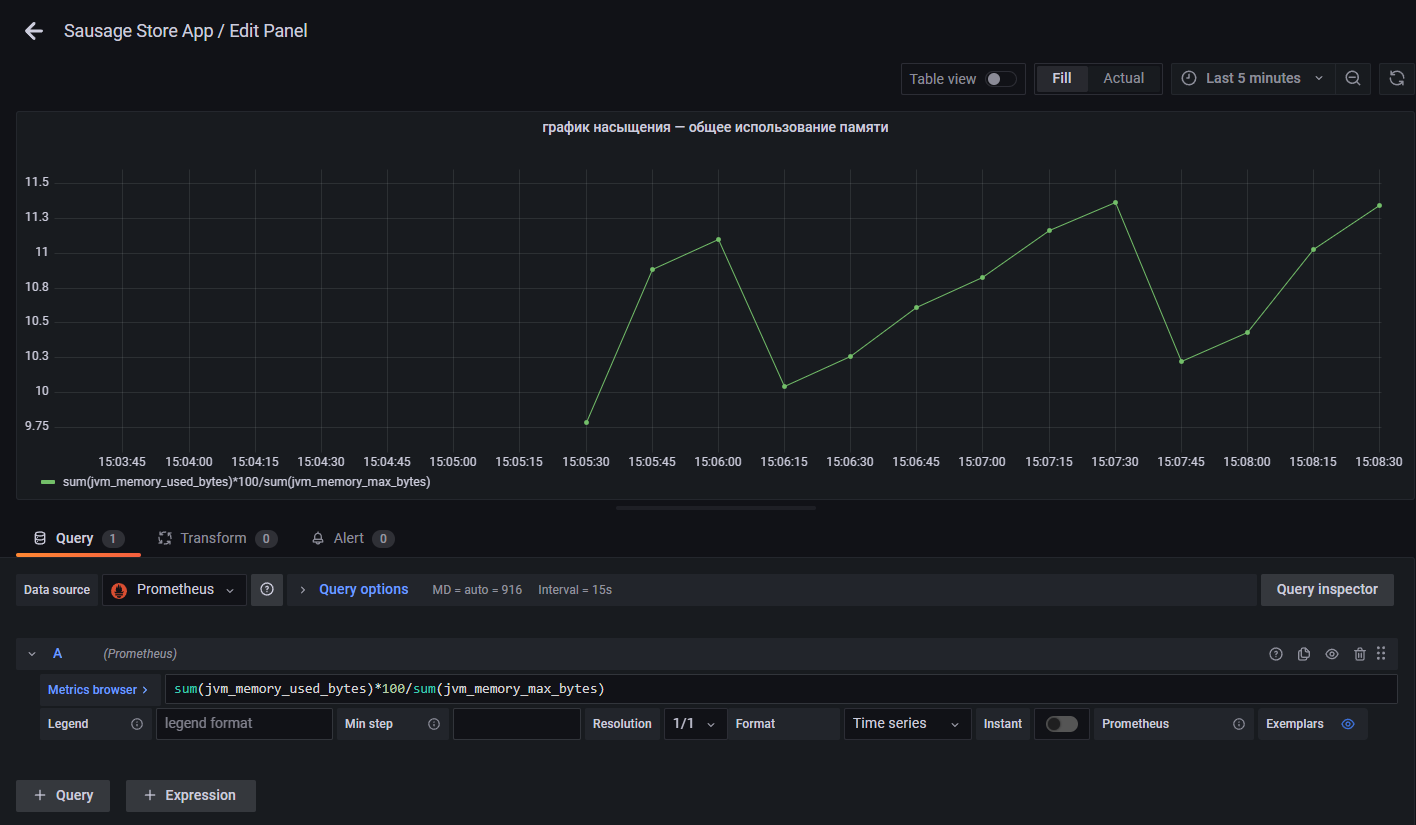 Sausage Store App / Edit Panel
Table view Fill Actual Last 5 minutes
график насыщения — общее использование памяти
11.5
11.3
11
10.8
10.5
10.3
10
9.75
15:03:45 15:04:00 15:04:15 15:04:30 15:04:45 15:05:00 15:05:15 15:05:30 15:05:45 15:06:00 15:06:15 15:06:30 15:06:45 15:07:00 15:07:15 15:07:30 15:07:45 15:08:00 15:08:15 15:08:30
sum(jvm_memory_used_bytes)*100/sum(jvm_memory_max_bytes)
Query 1 Transform 0 Alert 0
Data source Prometheus Query options MD = auto = 916 Interval = 15s Query inspector
A (Prometheus)
Metrics browser sum(jvm_memory_used_bytes)*100/sum(jvm_memory_max_bytes)
Legend legend format Min step Resolution 1/1 Format Time series Instant Prometheus Exemplars
+ Query + Expression